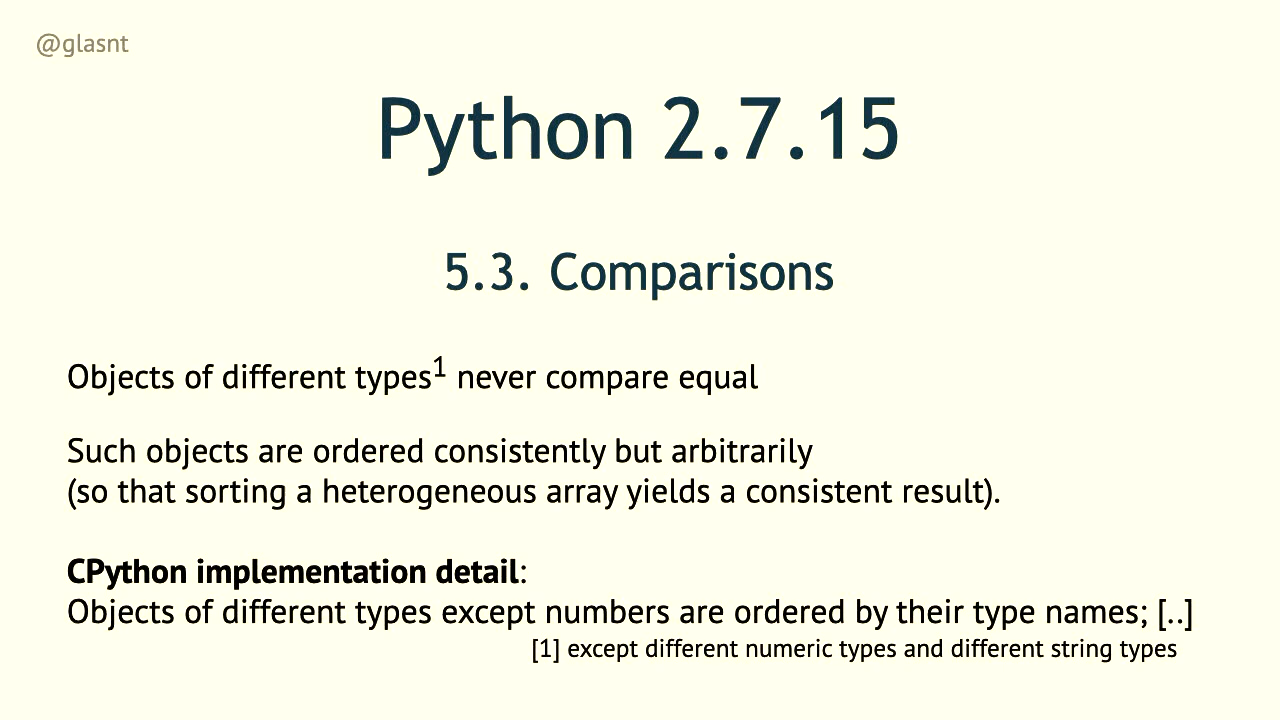 @glasnt
Python 2.7.15
5.3. Comparisons
Objects of different types¹ never compare equal
Such objects are ordered consistently but arbitrarily
(so that sorting a heterogeneous array yields a consistent result).
CPython implementation detail:
Objects of different types except numbers are ordered by their type names; [..]
[1] except different numeric types and different string types